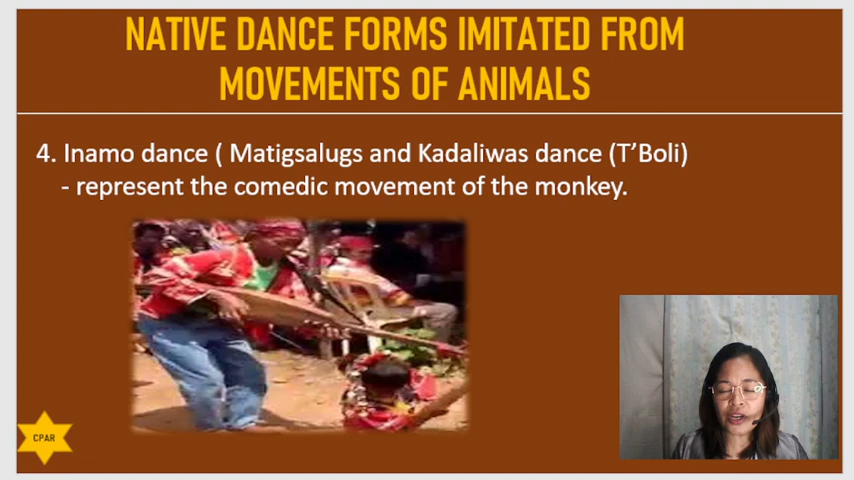 NATIVE DANCE FORMS IMITATED FROM
MOVEMENTS OF ANIMALS
4. Inamo dance ( Matigsalugs and Kadaliwas dance (T’Boli)
- represent the comedic movement of the monkey.
CPAR